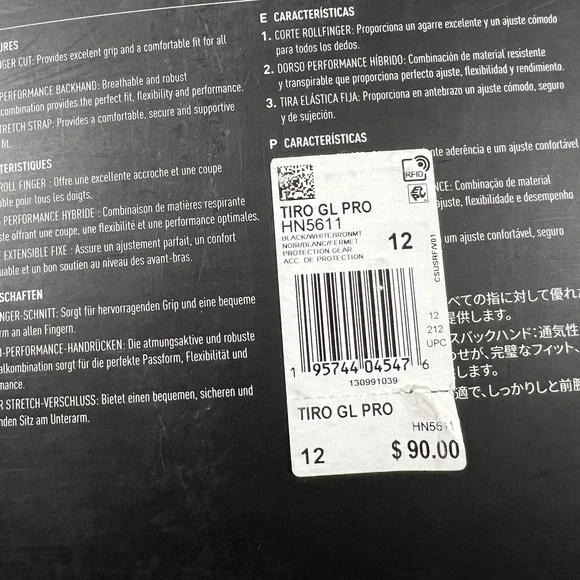 URES
NGER CUT: Provides excelent grip and a comfortable fit for all
PERFORMANCE BACKHAND: Breathable and robust
combination provides the perfect fit, flexibility and performance.
TRETCH STRAP: Provides a comfortable, secure and supportive
fit.
TERISTIQUES
ROLL FINGER : Offre une excellente accroche et une coupe
able pour tous les doigts.
PERFORMANCE HYBRIDE : Combinaison de matières respirante
ste offrant une coupe, une flexibilité et une performance optimales.
E EXTENSIBLE FIXE : Assure un ajustement parfait, un confort
uable et un bon soutien au niveau des avant-bras.
SCHAFTEN
NGER-SCHNITT: Sorgt für hervorragenden Grip und eine bequeme
rm an allen Fingern.
D-PERFORMANCE-HANDRÜCKEN: Die atmungsaktive und robuste
alkombination sorgt für die perfekte Passform, Flexibilität und
mance.
R STRETCH-VERSCHLUSS: Bietet einen bequemen, sicheren und
nden Sitz am Unterarm.
E CARACTERÍSTICAS
1. CORTE ROLLFINGER: Proporciona un agarre excelente y un ajuste cómodo
para todos los dedos.
2. DORSO PERFORMANCE HÍBRIDO: Combinación de material resistente
y transpirable que proporciona perfecto ajuste, flexibilidad y rendimiento.
3. TIRA ELÁSTICA FIJA: Proporciona en antebrazo un ajuste cómodo, seguro
y de sujeción.
P CARACTERÍSTICAS
nte aderência e um ajuste confortável
NCE: Combinação de material
flexibilidade e desempenho
um ajuste confortável, seguro
べての指に対して優れた
提供します。
スバックハンド：通気性
わせが、完璧なフィット、
します。
適で、しっかりと前腕
RFID
TIRO GL PRO
HN5611
BLACK/WHITE/IRONMT
NOIR/BLANC/FERMET
PROTECTION GEAR
ACC. DE PROTECTION
12
CSUSRF/V01
12
212
UPC
1 95744 04547 6
130991039
TIRO GL PRO
HN5611
12
$ 90.00